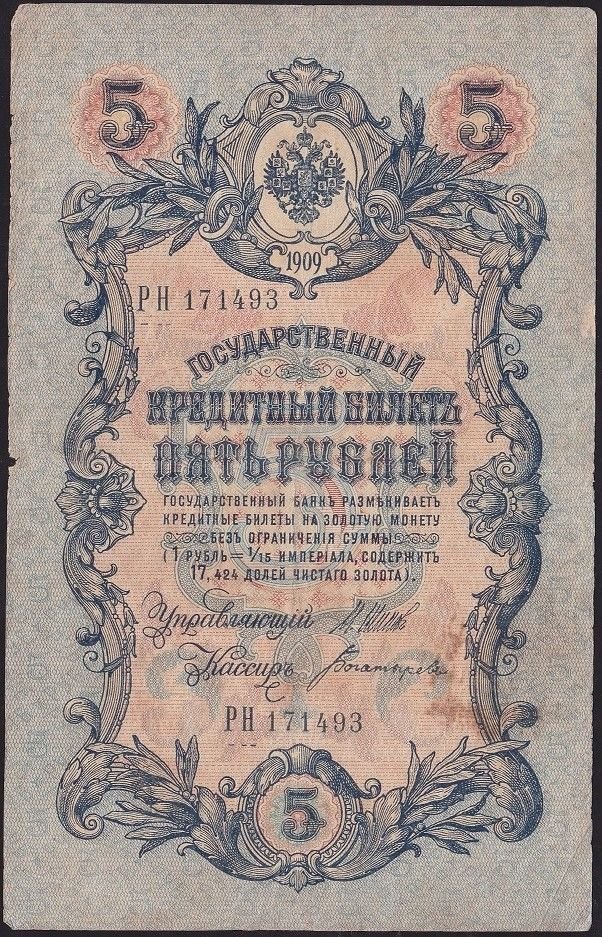 5 5
1909
РН 171493
ГОСУДАРСТВЕННЫЙ
КРЕДИТНЫЙ БИЛЕТЪ
ПЯТЬ РУБЛЕЙ
ГОСУДАРСТВЕННЫЙ БАНКЪ РАЗМѢНИВАЕТЪ
КРЕДИТНЫЕ БИЛЕТЫ НА ЗОЛОТУЮ МОНЕТУ
БЕЗЪ ОГРАНИЧЕНІЯ СУММЫ
(1 РУБЛЬ = 1/15 ИМПЕРІАЛА, СОДЕРЖИТЪ
17,424 ДОЛЕЙ ЧИСТАГО ЗОЛОТА).
Управляющій
Кассиръ Богатыревъ
РН 171493
5